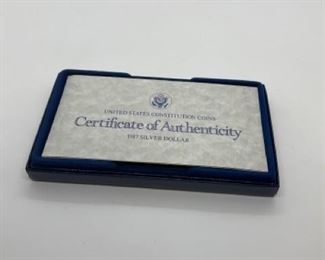 UNITED STATES CONSTITUTION COINS
Certificate of Authenticity
1987 SILVER DOLLAR